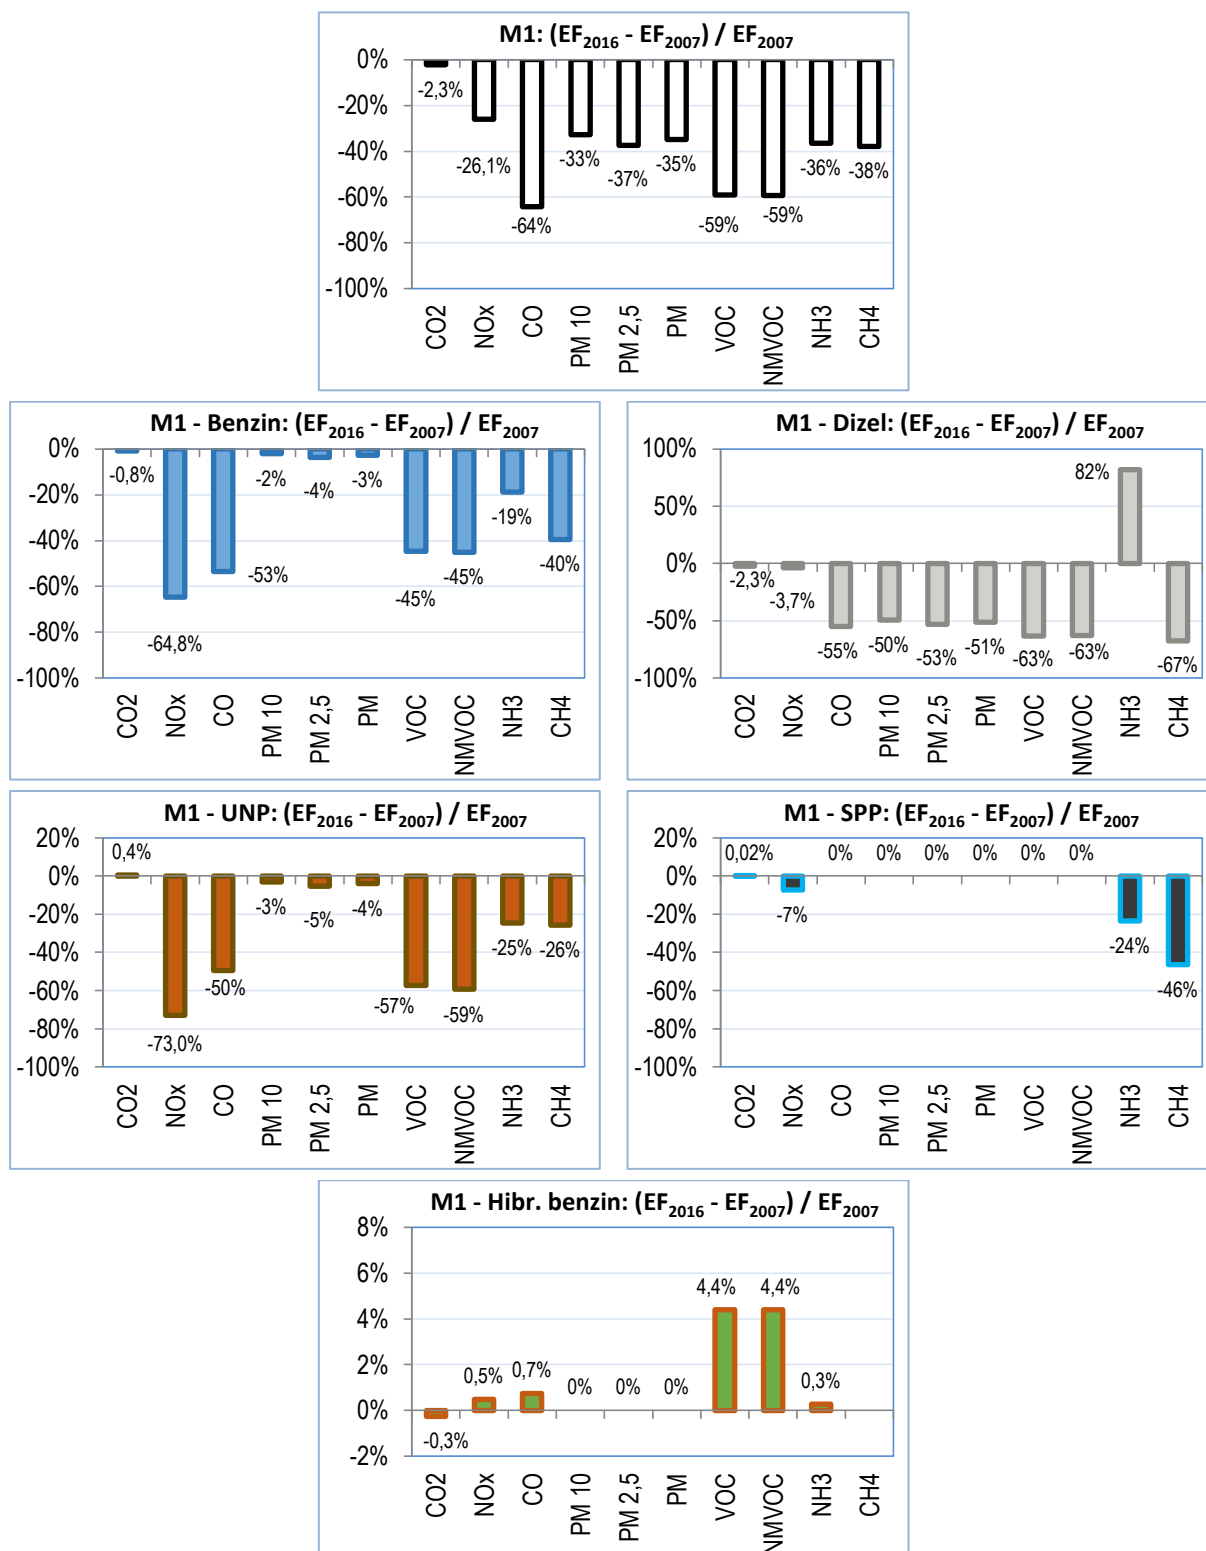 M1: (EF2016 - EF2007) / EF2007
0%
-20%
-40%
-60%
-80%
-100%
-2,3%
-26,1%
-64%
-33%
-37%
-35%
-59%
-59%
-36%
-38%
CO2
NOx
CO
PM 10
PM 2,5
PM
VOC
NMVOC
NH3
CH4
M1 - Benzin: (EF2016 - EF2007) / EF2007
0%
-20%
-40%
-60%
-80%
-100%
-0,8%
-64,8%
-53%
-2%
-4%
-3%
-45%
-45%
-19%
-40%
CO2
NOx
CO
PM 10
PM 2,5
PM
VOC
NMVOC
NH3
CH4
M1 - Dizel: (EF2016 - EF2007) / EF2007
100%
50%
0%
-50%
-100%
-2,3%
-3,7%
-55%
-50%
-53%
-51%
-63%
-63%
82%
-67%
CO2
NOx
CO
PM 10
PM 2,5
PM
VOC
NMVOC
NH3
CH4
M1 - UNP: (EF2016 - EF2007) / EF2007
20%
0%
-20%
-40%
-60%
-80%
-100%
0,4%
-73,0%
-50%
-3%
-5%
-4%
-57%
-59%
-25%
-26%
CO2
NOx
CO
PM 10
PM 2,5
PM
VOC
NMVOC
NH3
CH4
M1 - SPP: (EF2016 - EF2007) / EF2007
20%
0%
-20%
-40%
-60%
-80%
-100%
0,02%
-7%
0%
0%
0%
0%
0%
0%
-24%
-46%
CO2
NOx
CO
PM 10
PM 2,5
PM
VOC
NMVOC
NH3
CH4
M1 - Hibr. benzin: (EF2016 - EF2007) / EF2007
8%
6%
4%
2%
0%
-2%
-0,3%
0,5%
0,7%
0%
0%
0%
4,4%
4,4%
0,3%
CO2
NOx
CO
PM 10
PM 2,5
PM
VOC
NMVOC
NH3
CH4